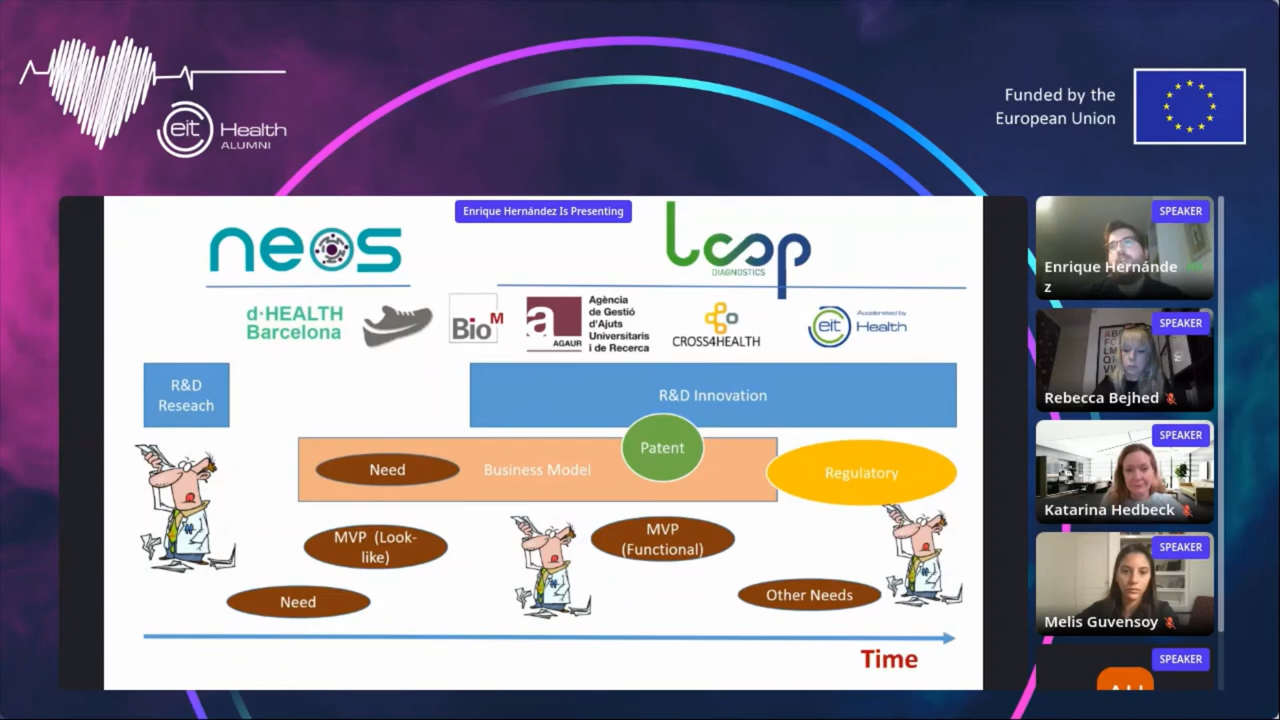 eit Health
ALUMNI
Funded by the
European Union
Enrique Hernández Is Presenting
neos
loop
DIAGNOSTICS
d·HEALTH
Barcelona
BioM
a
AGAUR
Agència
de Gestió
d'Ajuts
Universitaris
i de Recerca
CROSS4HEALTH
Accelerated by
eit Health
R&D
Reseach
R&D Innovation
Need
Business Model
Patent
Regulatory
MVP (Look-
like)
MVP
(Functional)
Need
Other Needs
Time
SPEAKER
Enrique Hernánde
z
SPEAKER
Rebecca Bejhed
SPEAKER
Katarina Hedbeck
SPEAKER
Melis Guvensoy
SPEAKER